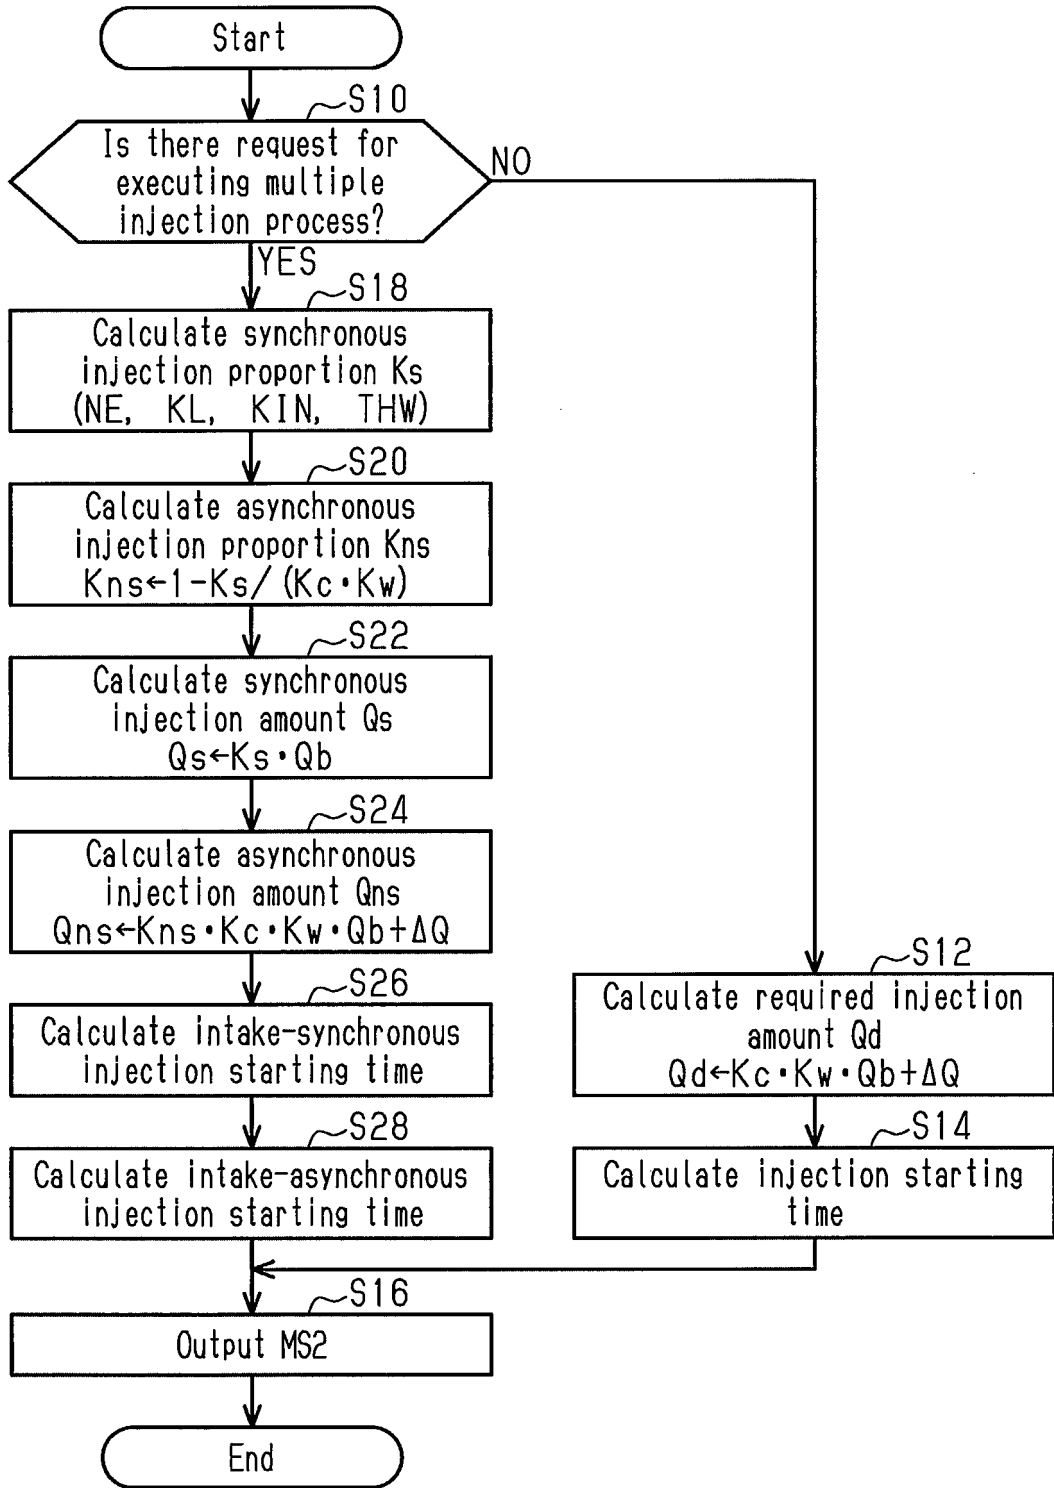 Start
S10
Is there request for
executing multiple
injection process?
NO
YES
S18
Calculate synchronous
injection proportion Ks
(NE, KL, KIN, THW)
S20
Calculate asynchronous
injection proportion Kns
Kns←1-Ks/(Kc・Kw)
S22
Calculate synchronous
injection amount Qs
Qs←Ks・Qb
S24
Calculate asynchronous
injection amount Qns
Qns←Kns・Kc・Kw・Qb+ΔQ
S26
Calculate intake-synchronous
injection starting time
S28
Calculate intake-asynchronous
injection starting time
S12
Calculate required injection
amount Qd
Qd←Kc・Kw・Qb+ΔQ
S14
Calculate injection starting
time
S16
Output MS2
End